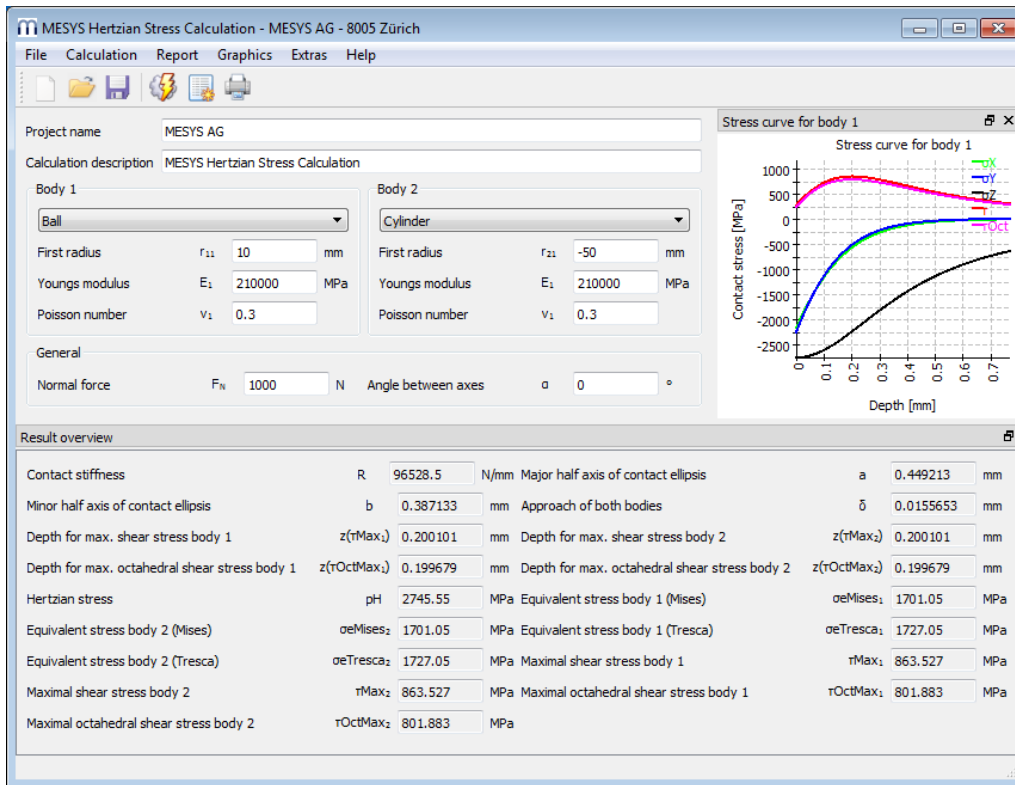 MESYS Hertzian Stress Calculation - MESYS AG - 8005 Zürich
File Calculation Report Graphics Extras Help
Project name MESYS AG
Calculation description MESYS Hertzian Stress Calculation
Body 1
Ball
First radius r₁₁ 10 mm
Youngs modulus E₁ 210000 MPa
Poisson number ν₁ 0.3
Body 2
Cylinder
First radius r₂₁ -50 mm
Youngs modulus E₁ 210000 MPa
Poisson number ν₁ 0.3
General
Normal force Fₙ 1000 N Angle between axes α 0 °
Stress curve for body 1
Stress curve for body 1
σX
σY
σZ
τ
τOct
Contact stress [MPa]
1000
500
0
-500
-1000
-1500
-2000
-2500
0 0.1 0.2 0.3 0.4 0.5 0.6 0.7
Depth [mm]
Result overview
Contact stiffness R 96528.5 N/mm Major half axis of contact ellipsis a 0.449213 mm
Minor half axis of contact ellipsis b 0.387133 mm Approach of both bodies δ 0.0155653 mm
Depth for max. shear stress body 1 z(τMax₁) 0.200101 mm Depth for max. shear stress body 2 z(τMax₂) 0.200101 mm
Depth for max. octahedral shear stress body 1 z(τOctMax₁) 0.199679 mm Depth for max. octahedral shear stress body 2 z(τOctMax₂) 0.199679 mm
Hertzian stress pH 2745.55 MPa Equivalent stress body 1 (Mises) σeMises₁ 1701.05 MPa
Equivalent stress body 2 (Mises) σeMises₂ 1701.05 MPa Equivalent stress body 1 (Tresca) σeTresca₁ 1727.05 MPa
Equivalent stress body 2 (Tresca) σeTresca₂ 1727.05 MPa Maximal shear stress body 1 τMax₁ 863.527 MPa
Maximal shear stress body 2 τMax₂ 863.527 MPa Maximal octahedral shear stress body 1 τOctMax₁ 801.883 MPa
Maximal octahedral shear stress body 2 τOctMax₂ 801.883 MPa